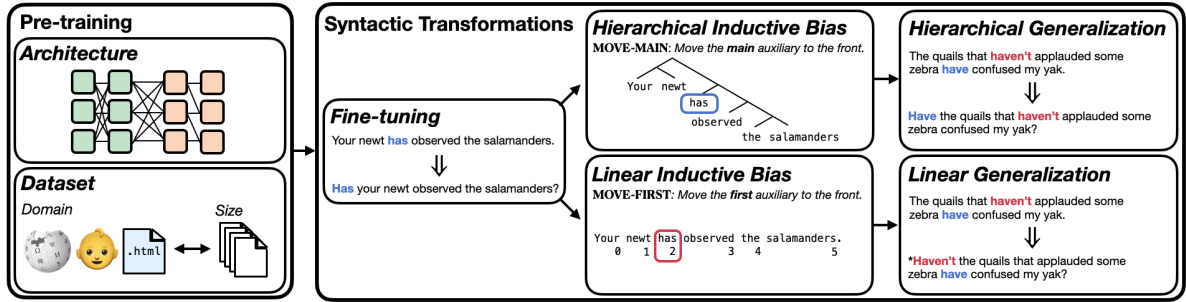 Pre-training
Architecture
Dataset
Domain
Size
.html
Syntactic Transformations
Fine-tuning
Your newt has observed the salamanders.
⇓
Has your newt observed the salamanders?
Hierarchical Inductive Bias
MOVE-MAIN: Move the main auxiliary to the front.
Your newt
has
observed
the salamanders
Linear Inductive Bias
MOVE-FIRST: Move the first auxiliary to the front.
Your newt has observed the salamanders.
0 1 2 3 4 5
Hierarchical Generalization
The quails that haven't applauded some
zebra have confused my yak.
⇓
Have the quails that haven't applauded some
zebra confused my yak?
Linear Generalization
The quails that haven't applauded some
zebra have confused my yak.
⇓
*Haven't the quails that applauded some
zebra have confused my yak?